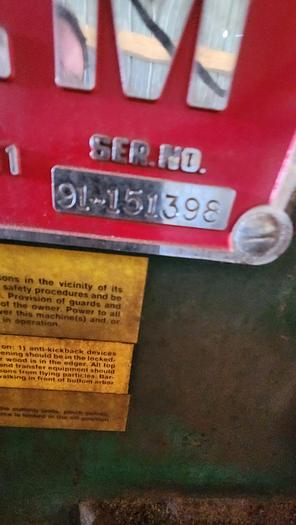 M
1
SER. NO.
91-151398
sons in the vicinity of its
safety procedures and be
. Provision of guards and
of the owner. Power to all
ver this machine(s) and or
in operation
on: 1) anti-kickback devices
ening should be in the locked-
wood is in the edger. All top
and transfer equipment should
sons from flying particles. Bar-
walking in front of bottom arbor